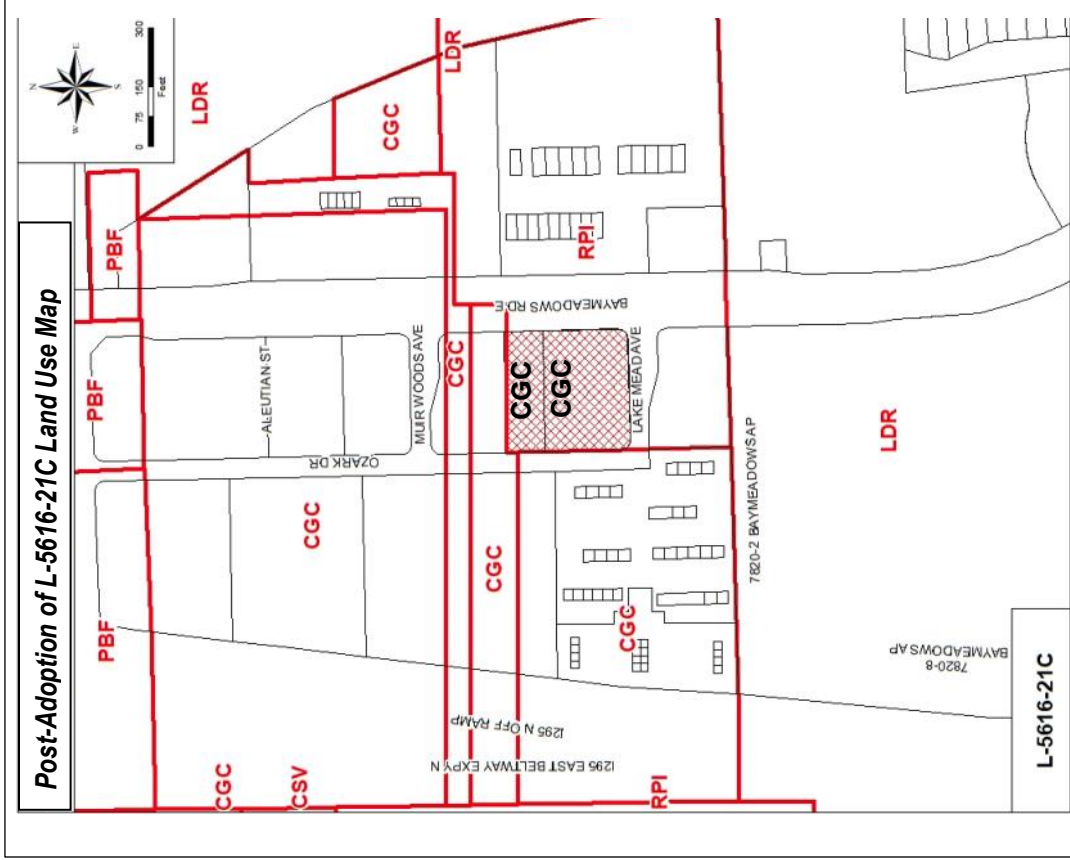 Post-Adoption of L-5616-21C Land Use Map
N
E
S
W
0 75 150 300
Feet
LDR
LDR
CGC
PBF
PBF
PBF
ALEUTIAN ST
MUIR WOODS AVE
OZARK DR
CGC
CGC
CGC
BAYMEADOWS RD E
RPI
CGC
CGC
LAKE MEAD AVE
CGC
7820-2 BAYMEADOWS AP
LDR
7820-8
BAYMEADOWS AP
I295 N OFF RAMP
I295 EAST BELTWAY EXPY N
CGC
CSV
RPI
L-5616-21C